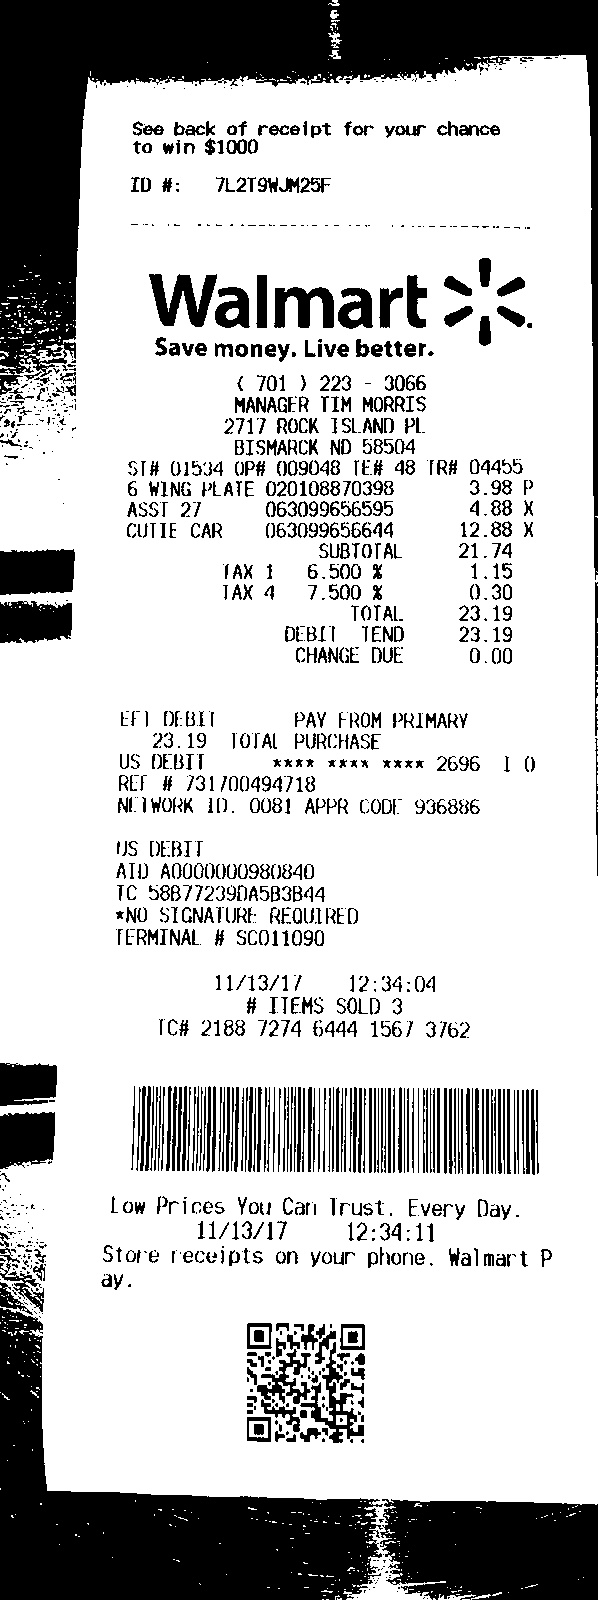 See back of receipt for your chance
to win $1000
ID #: 7L2T9WJM25F
Walmart
Save money. Live better.
( 701 ) 223 - 3066
MANAGER TIM MORRIS
2717 ROCK ISLAND PL
BISMARCK ND 58504
ST# 01534 OP# 009048 TE# 48 TR# 04455
6 WING PLATE 020108870398 3.98 P
ASST 27 063099656595 4.88 X
CUTIE CAR 063099656644 12.88 X
SUBTOTAL 21.74
TAX 1 6.500 % 1.15
TAX 4 7.500 % 0.30
TOTAL 23.19
DEBIT TEND 23.19
CHANGE DUE 0.00
EFT DEBIT PAY FROM PRIMARY
23.19 TOTAL PURCHASE
US DEBIT **** **** **** 2696 I 0
REF # 731700494718
NETWORK ID. 0081 APPR CODE 936886
US DEBIT
AID A0000000980840
TC 58B77239DA5B3B44
*NO SIGNATURE REQUIRED
TERMINAL # SC011090
11/13/17 12:34:04
# ITEMS SOLD 3
TC# 2188 7274 6444 1567 3762
Low Prices You Can Trust. Every Day.
11/13/17 12:34:11
Store receipts on your phone. Walmart P
ay.